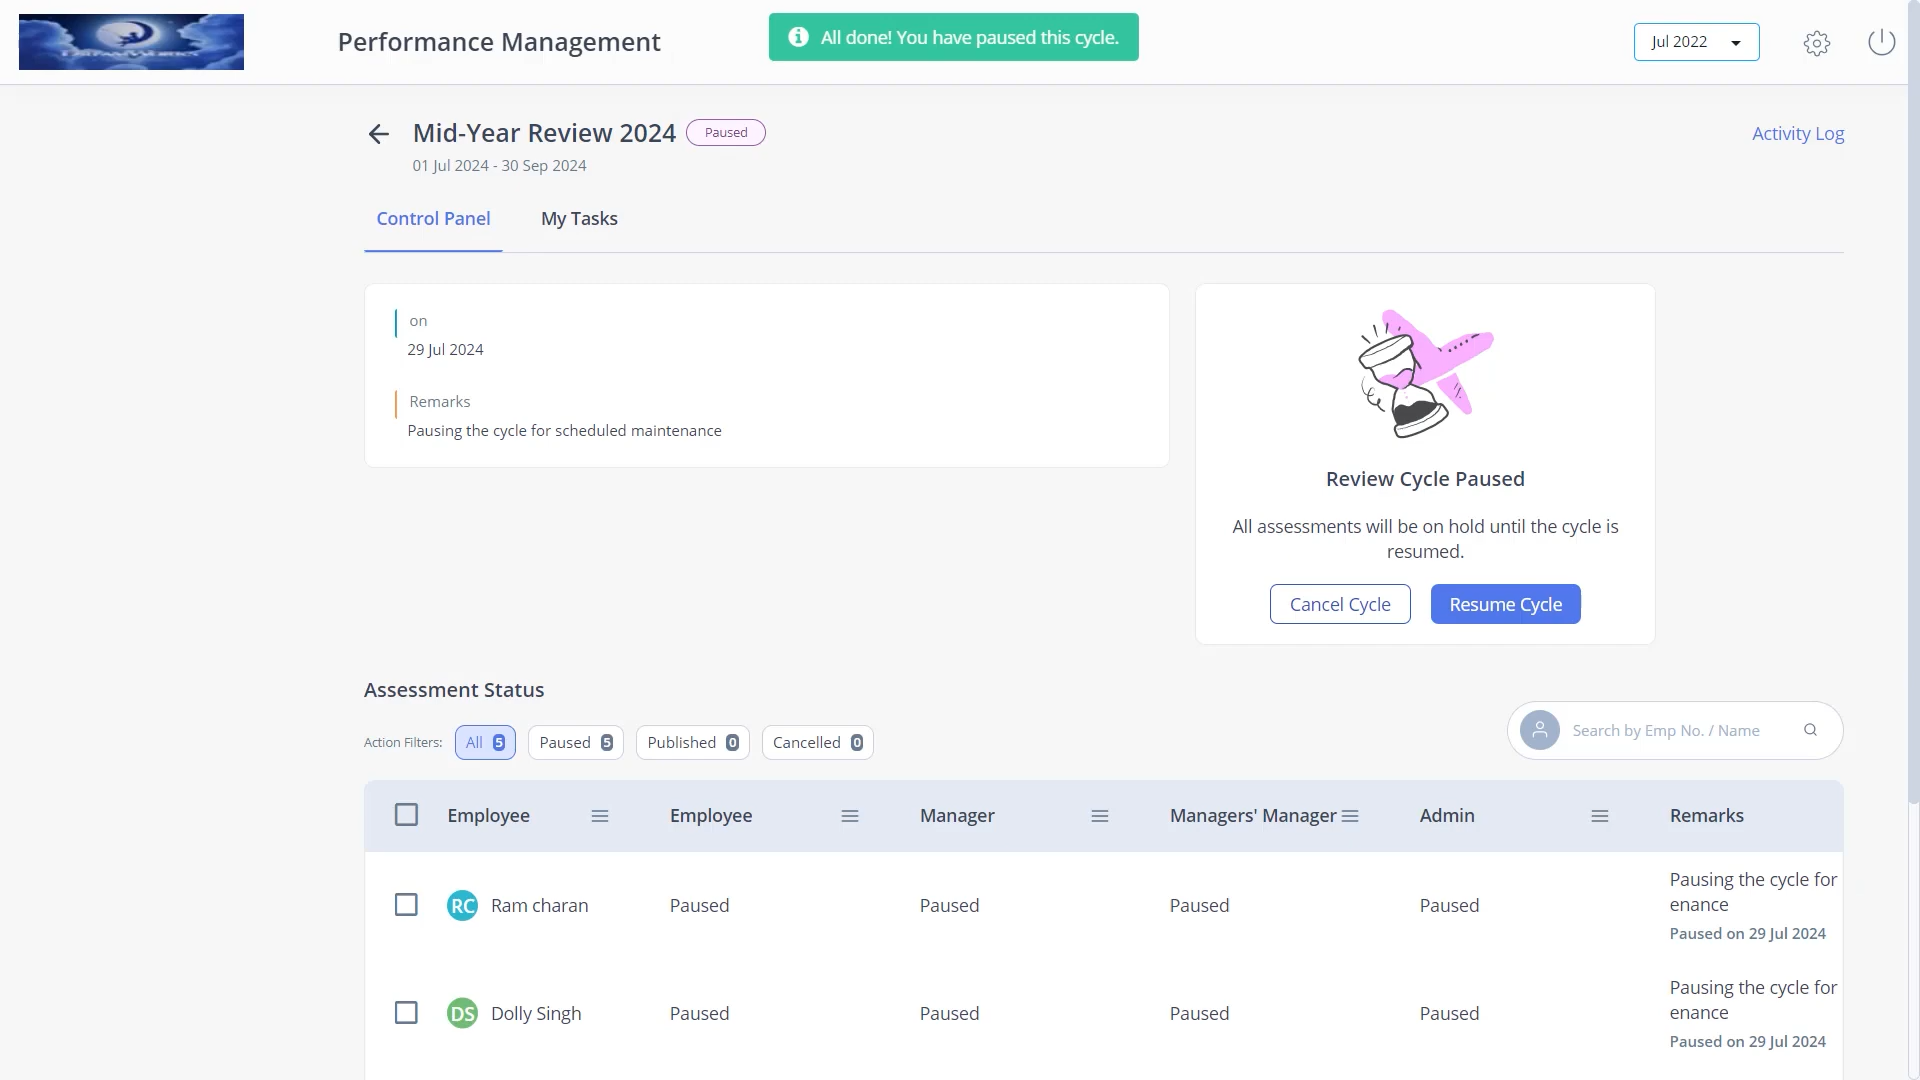 Performance Management
All done! You have paused this cycle.
Jul 2022
Mid-Year Review 2024
Paused
Activity Log
01 Jul 2024 - 30 Sep 2024
Control Panel
My Tasks
on
29 Jul 2024
Remarks
Pausing the cycle for scheduled maintenance
Review Cycle Paused
All assessments will be on hold until the cycle is
resumed.
Cancel Cycle
Resume Cycle
Assessment Status
Action Filters:
All 5
Paused 5
Published 0
Cancelled 0
Search by Emp No. / Name
Employee
Employee
Manager
Managers' Manager
Admin
Remarks
RC Ram charan
Paused
Paused
Paused
Paused
Pausing the cycle for
enance
Paused on 29 Jul 2024
DS Dolly Singh
Paused
Paused
Paused
Paused
Pausing the cycle for
enance
Paused on 29 Jul 2024